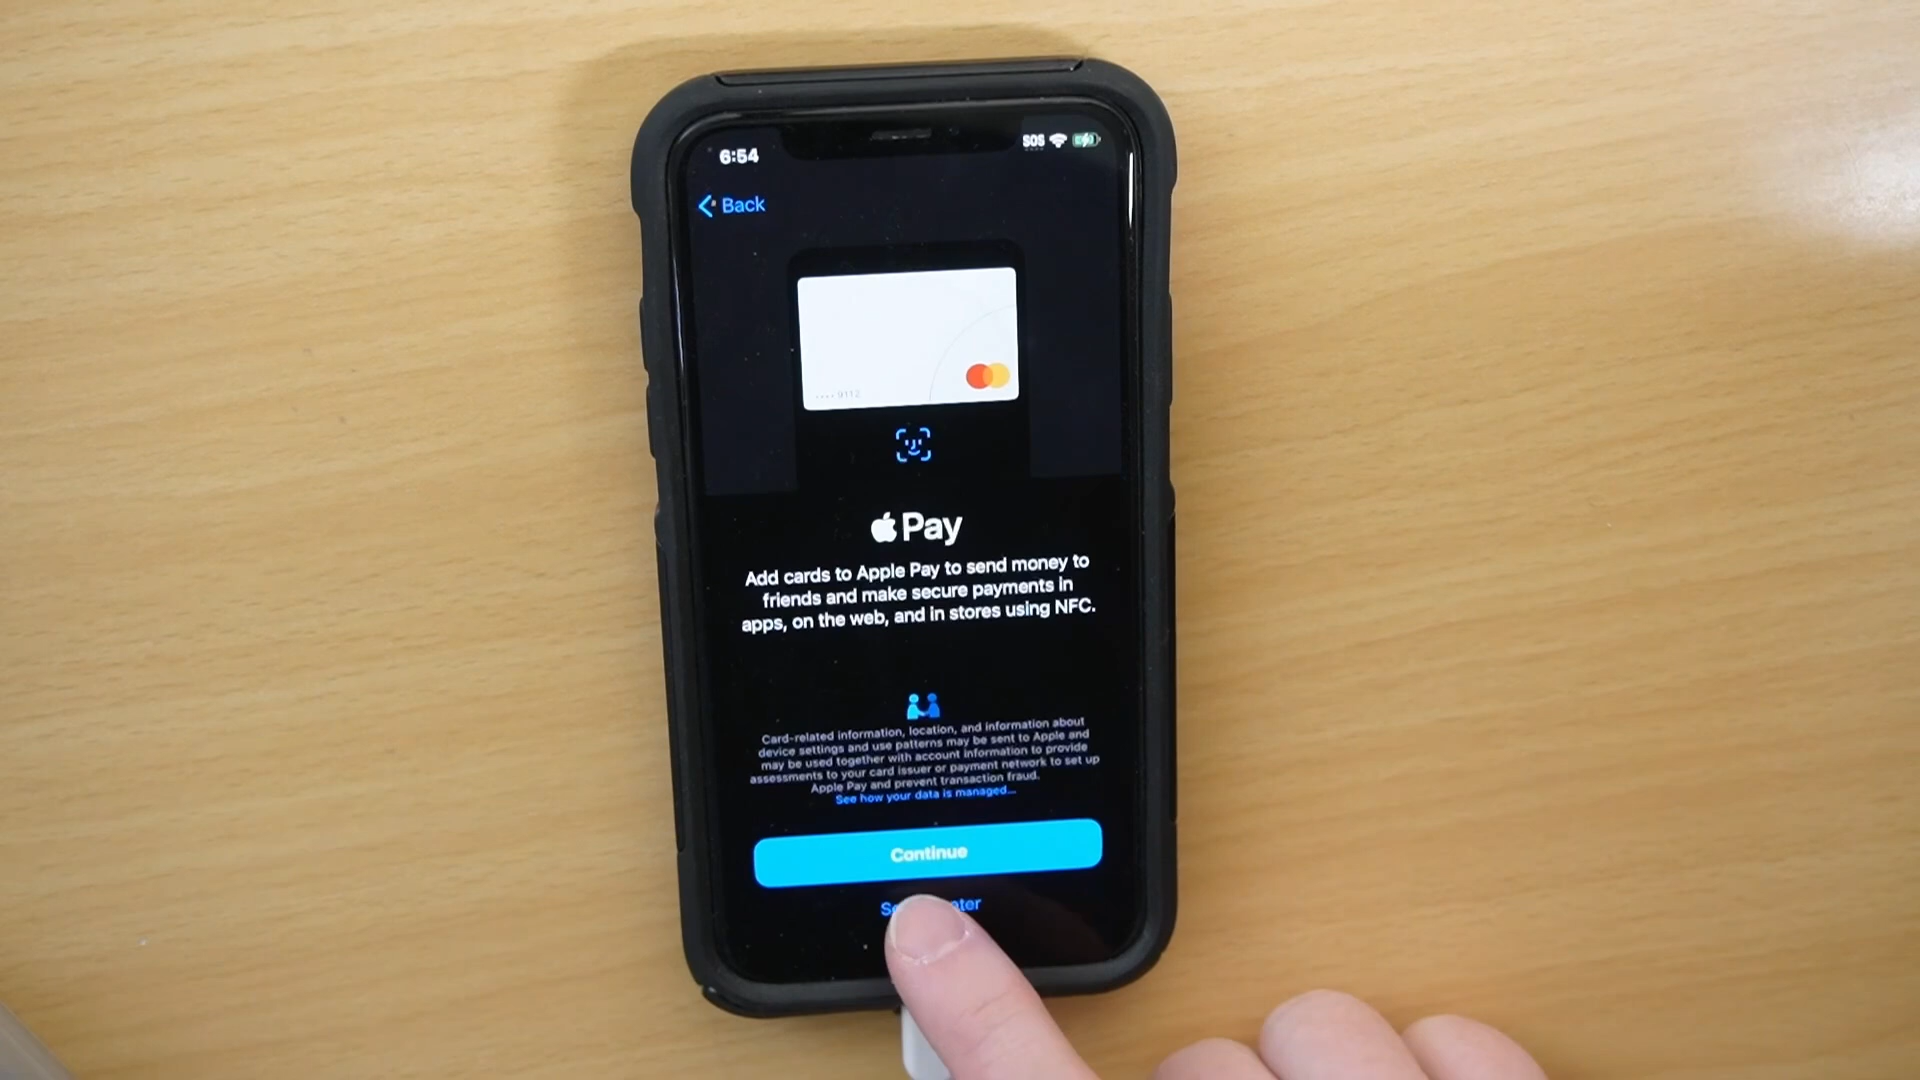 6:54
SOS
Back
•••• 9112
Pay
Add cards to Apple Pay to send money to
friends and make secure payments in
apps, on the web, and in stores using NFC.
Card-related information, location, and information about
device settings and use patterns may be sent to Apple and
may be used together with account information to provide
assessments to your card issuer or payment network to set up
Apple Pay and prevent transaction fraud.
See how your data is managed...
Continue